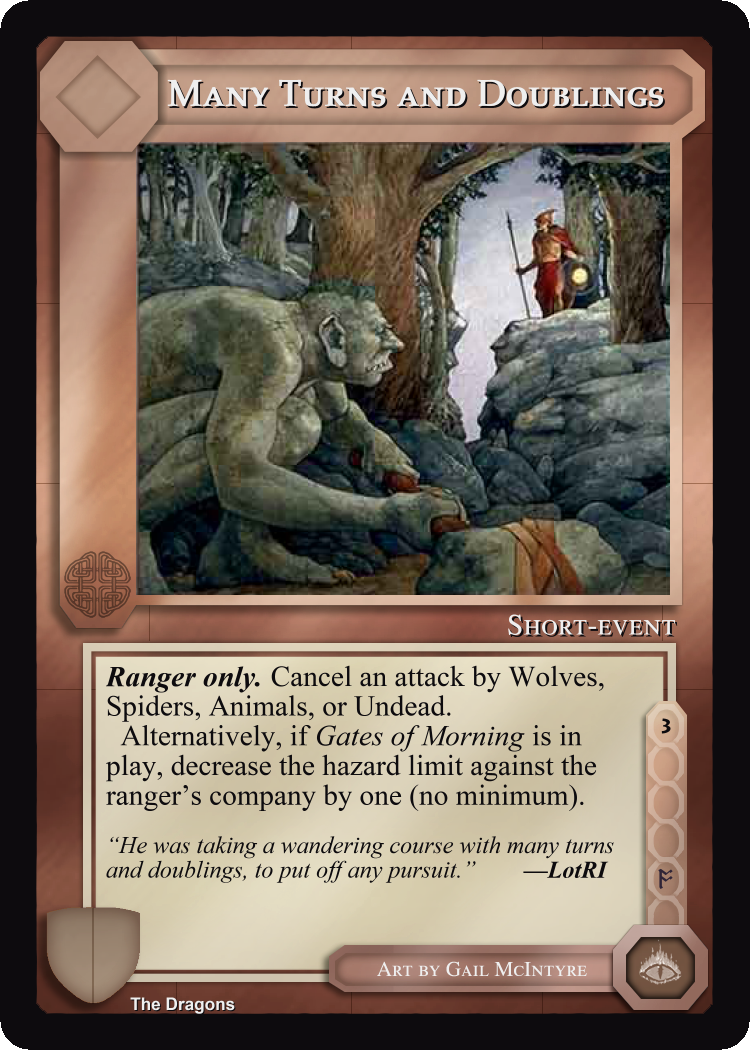 Many Turns and Doublings
Short-event
Ranger only. Cancel an attack by Wolves,
Spiders, Animals, or Undead.
Alternatively, if Gates of Morning is in
play, decrease the hazard limit against the
ranger's company by one (no minimum).
3
“He was taking a wandering course with many turns
and doublings, to put off any pursuit.” —LotRI
ᚩ
Art by Gail McIntyre
The Dragons